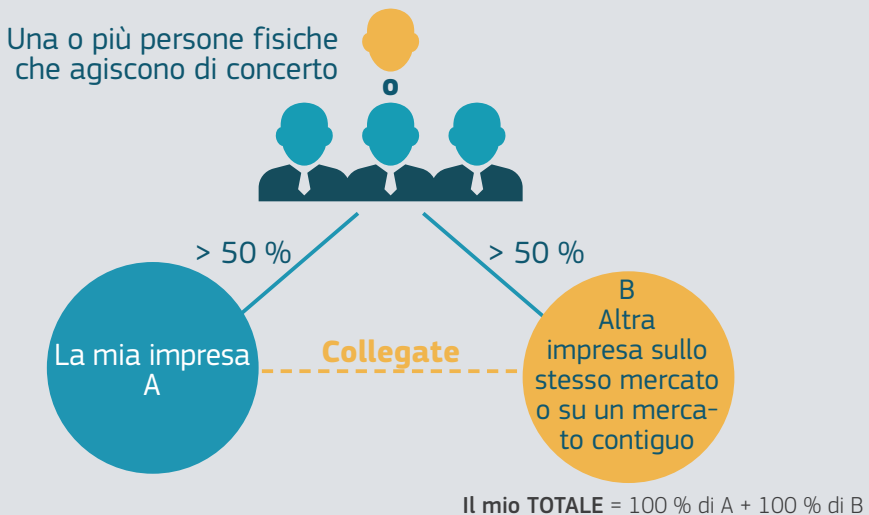 Una o più persone fisiche
che agiscono di concerto
o
> 50 %
> 50 %
La mia impresa
A
Collegate
B
Altra
impresa sullo
stesso mercato
o su un merca-
to contiguo
Il mio TOTALE = 100 % di A + 100 % di B